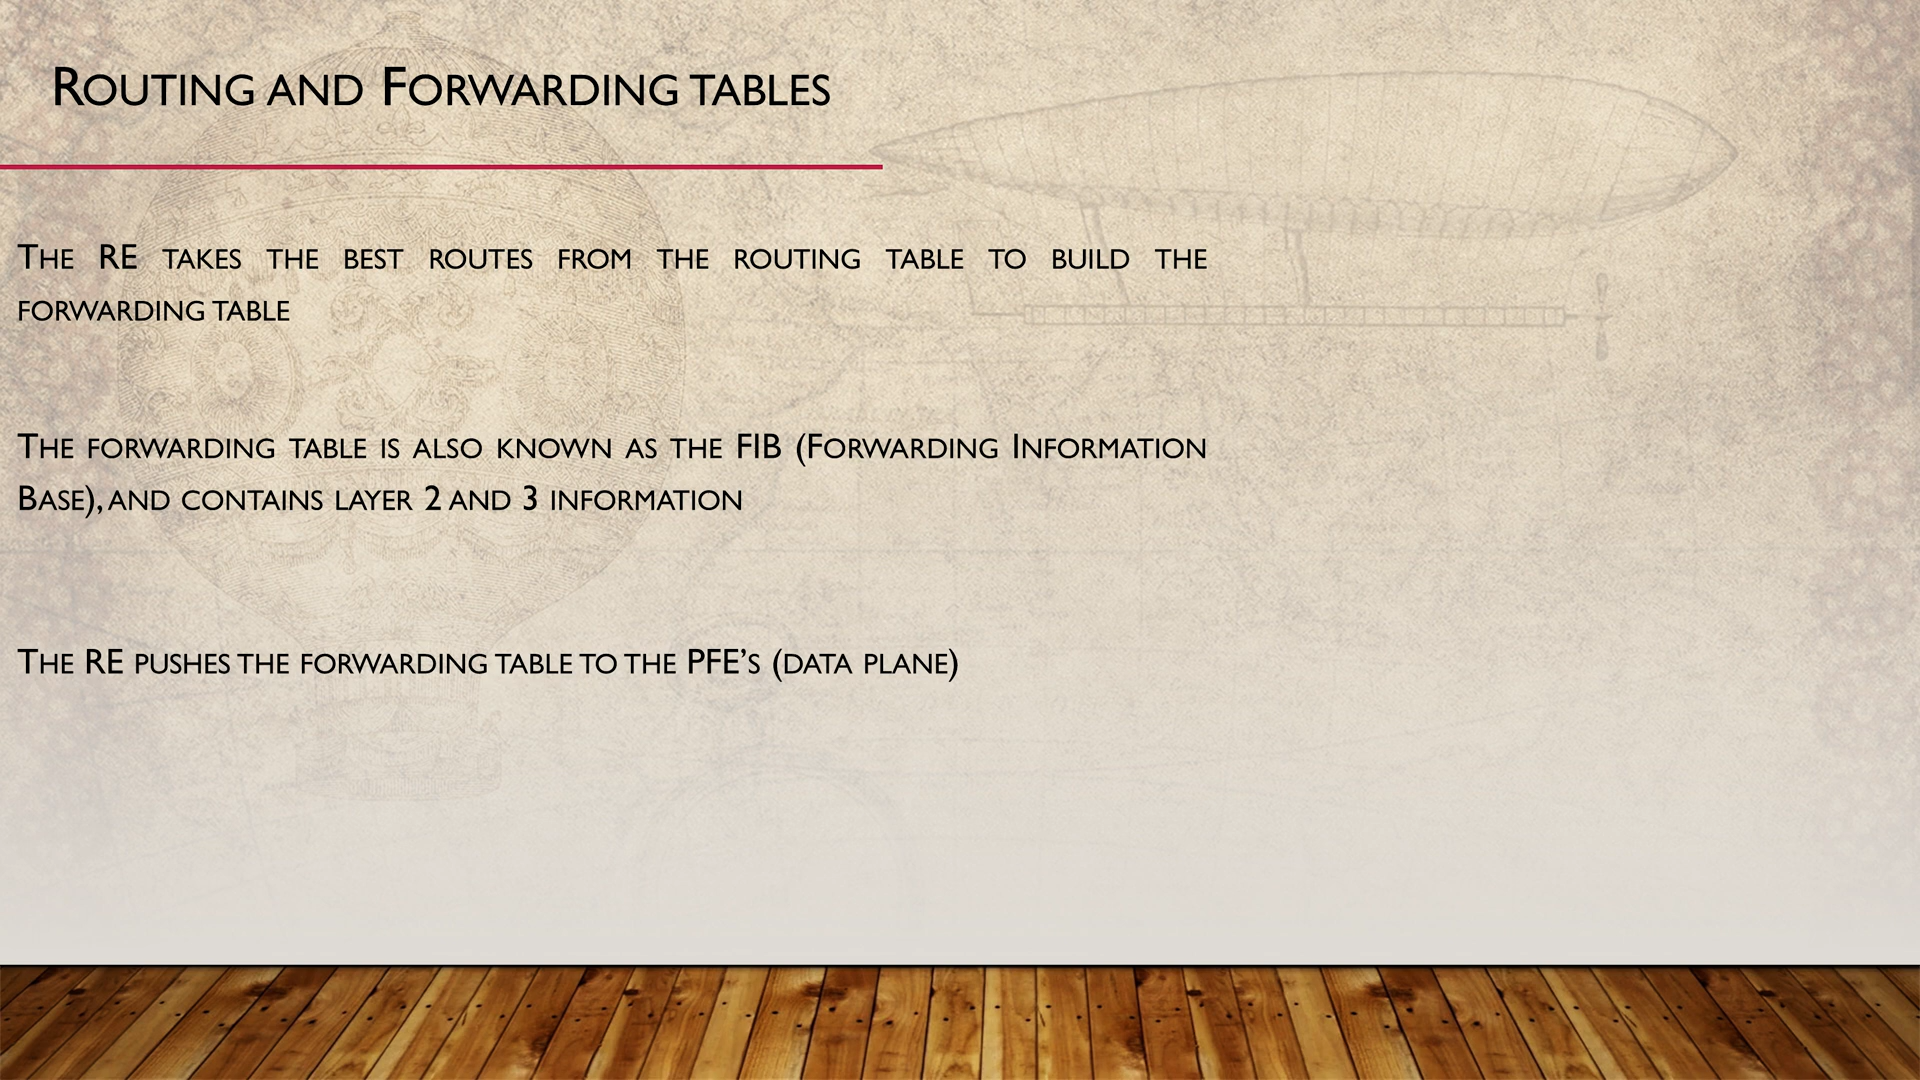 Routing and Forwarding tables
The RE takes the best routes from the routing table to build the
forwarding table
The forwarding table is also known as the FIB (Forwarding Information
Base), and contains layer 2 and 3 information
The RE pushes the forwarding table to the PFE’s (data plane)